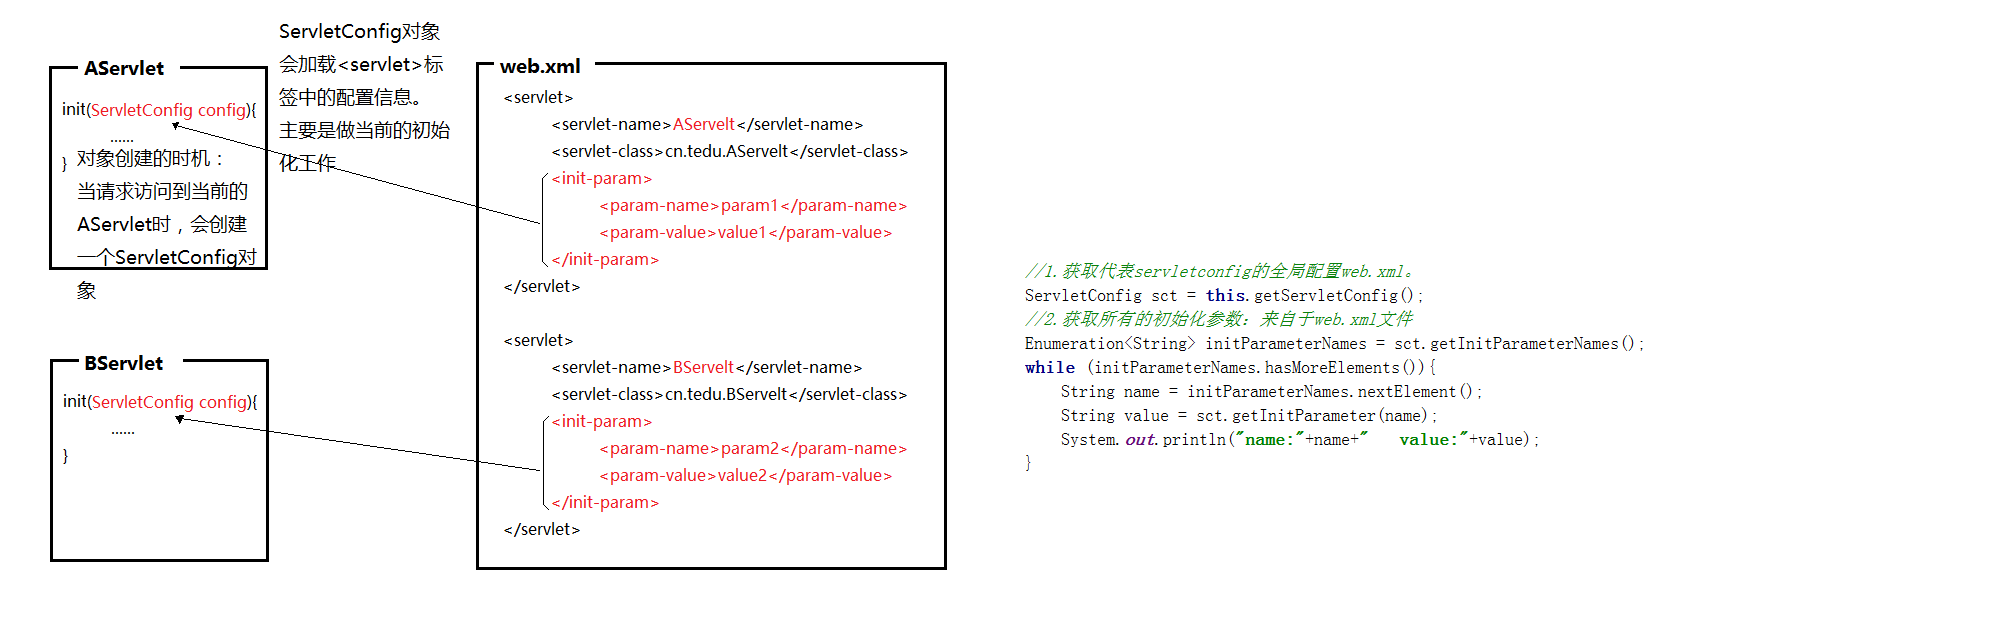 AServlet
init(ServletConfig config){
......
}
对象创建的时机：
当请求访问到当前的
AServlet时，会创建
一个ServletConfig对
象
ServletConfig对象
会加载<servlet>标
签中的配置信息。
主要是做当前的初始
化工作
BServlet
init(ServletConfig config){
......
}
web.xml
<servlet>
<servlet-name>AServelt</servlet-name>
<servlet-class>cn.tedu.AServelt</servlet-class>
<init-param>
<param-name>param1</param-name>
<param-value>value1</param-value>
</init-param>
</servlet>
<servlet>
<servlet-name>BServelt</servlet-name>
<servlet-class>cn.tedu.BServelt</servlet-class>
<init-param>
<param-name>param2</param-name>
<param-value>value2</param-value>
</init-param>
</servlet>
//1.获取代表servletconfig的全局配置web.xml。
ServletConfig sct = this.getServletConfig();
//2.获取所有的初始化参数：来自于web.xml文件
Enumeration<String> initParameterNames = sct.getInitParameterNames();
while (initParameterNames.hasMoreElements()){
String name = initParameterNames.nextElement();
String value = sct.getInitParameter(name);
System.out.println("name:"+name+"   value:"+value);
}